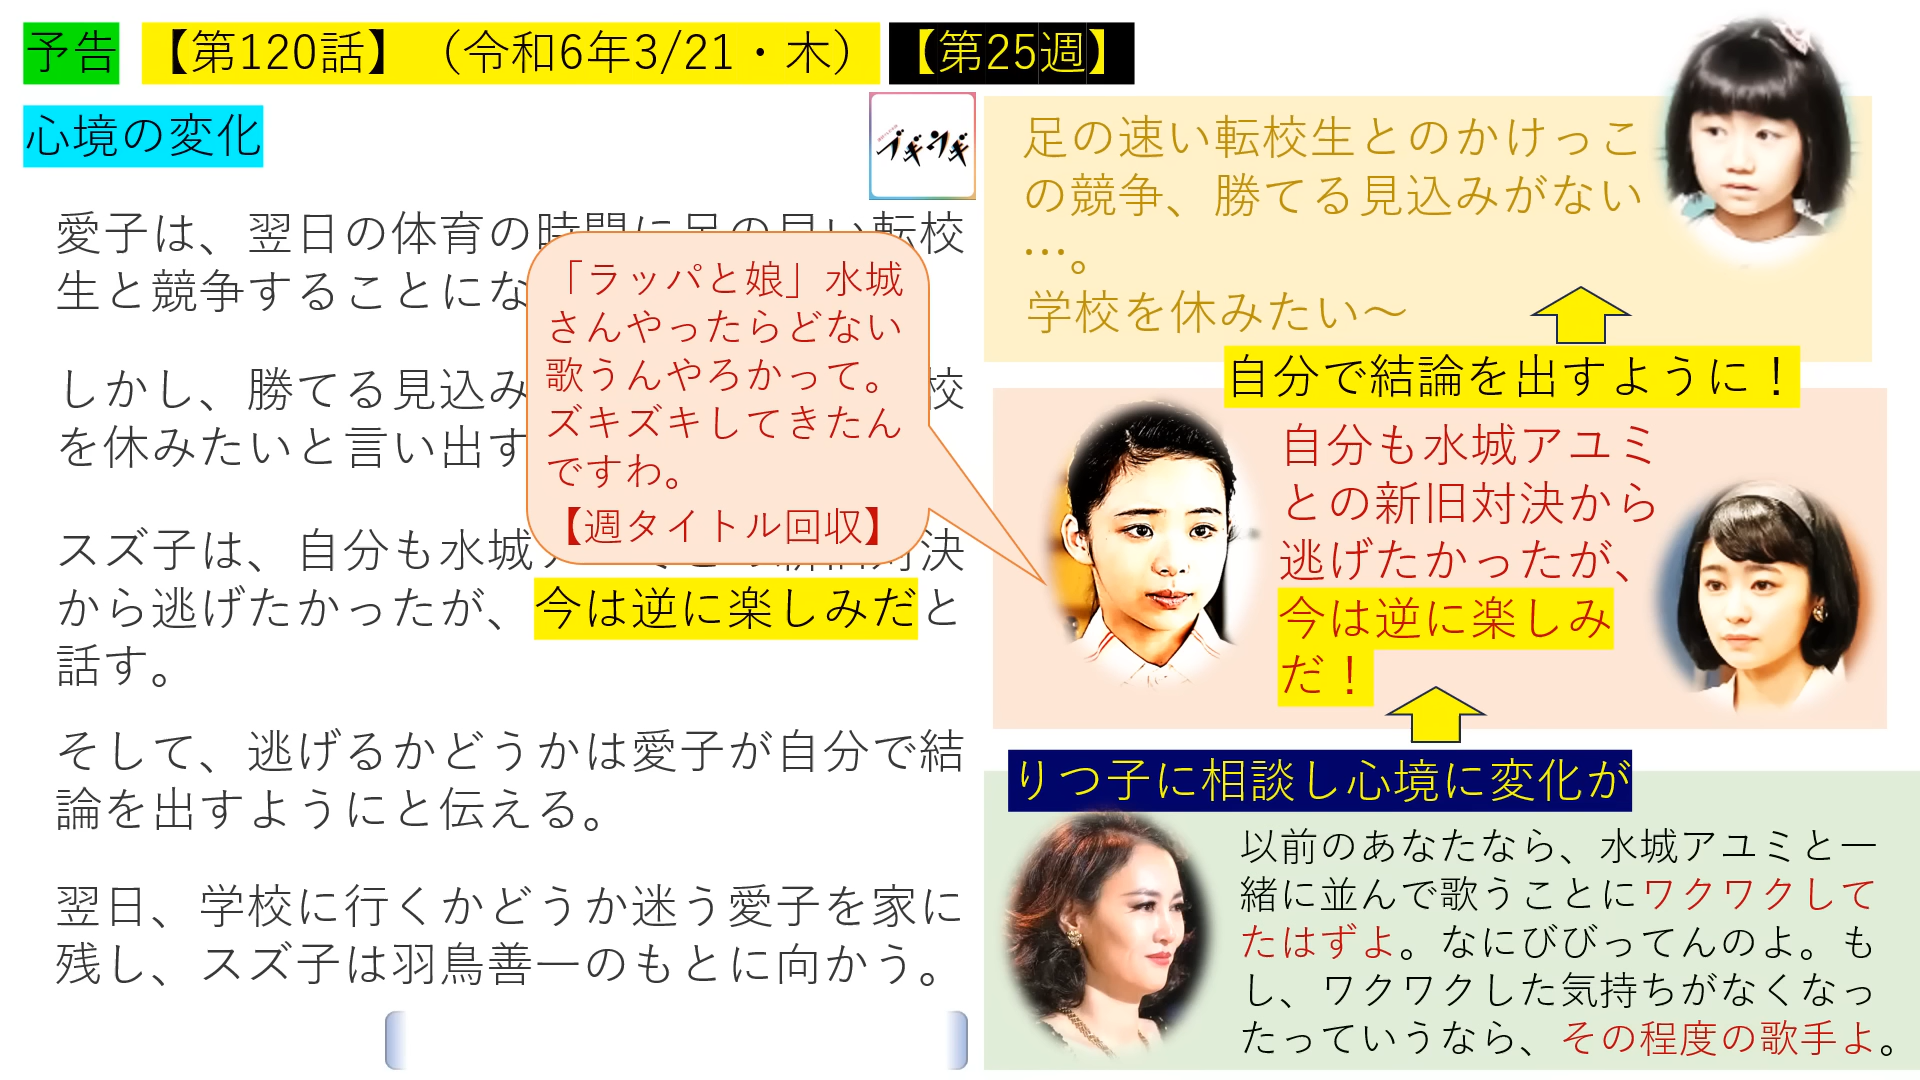 予告 【第120話】（令和6年3/21・木）【第25週】
心境の変化
ブギウギ
愛子は、翌日の体育の時間に足の早い転校
生と競争することにな
しかし、勝てる見込み
校
を休みたいと言い出す
スズ子は、自分も水城
対決
から逃げたかったが、今は逆に楽しみだと
話す。
そして、逃げるかどうかは愛子が自分で結
論を出すようにと伝える。
翌日、学校に行くかどうか迷う愛子を家に
残し、スズ子は羽鳥善一のもとに向かう。
「ラッパと娘」水城
さんやったらどない
歌うんやろかって。
ズキズキしてきたん
ですわ。
【週タイトル回収】
足の速い転校生とのかけっこ
の競争、勝てる見込みがない
…。
学校を休みたい～
自分で結論を出すように！
自分も水城アユミ
との新旧対決から
逃げたかったが、
今は逆に楽しみ
だ！
りつ子に相談し心境に変化が
以前のあなたなら、水城アユミと一
緒に並んで歌うことにワクワクして
たはずよ。なにびびってんのよ。も
し、ワクワクした気持ちがなくなっ
たっていうなら、その程度の歌手よ。